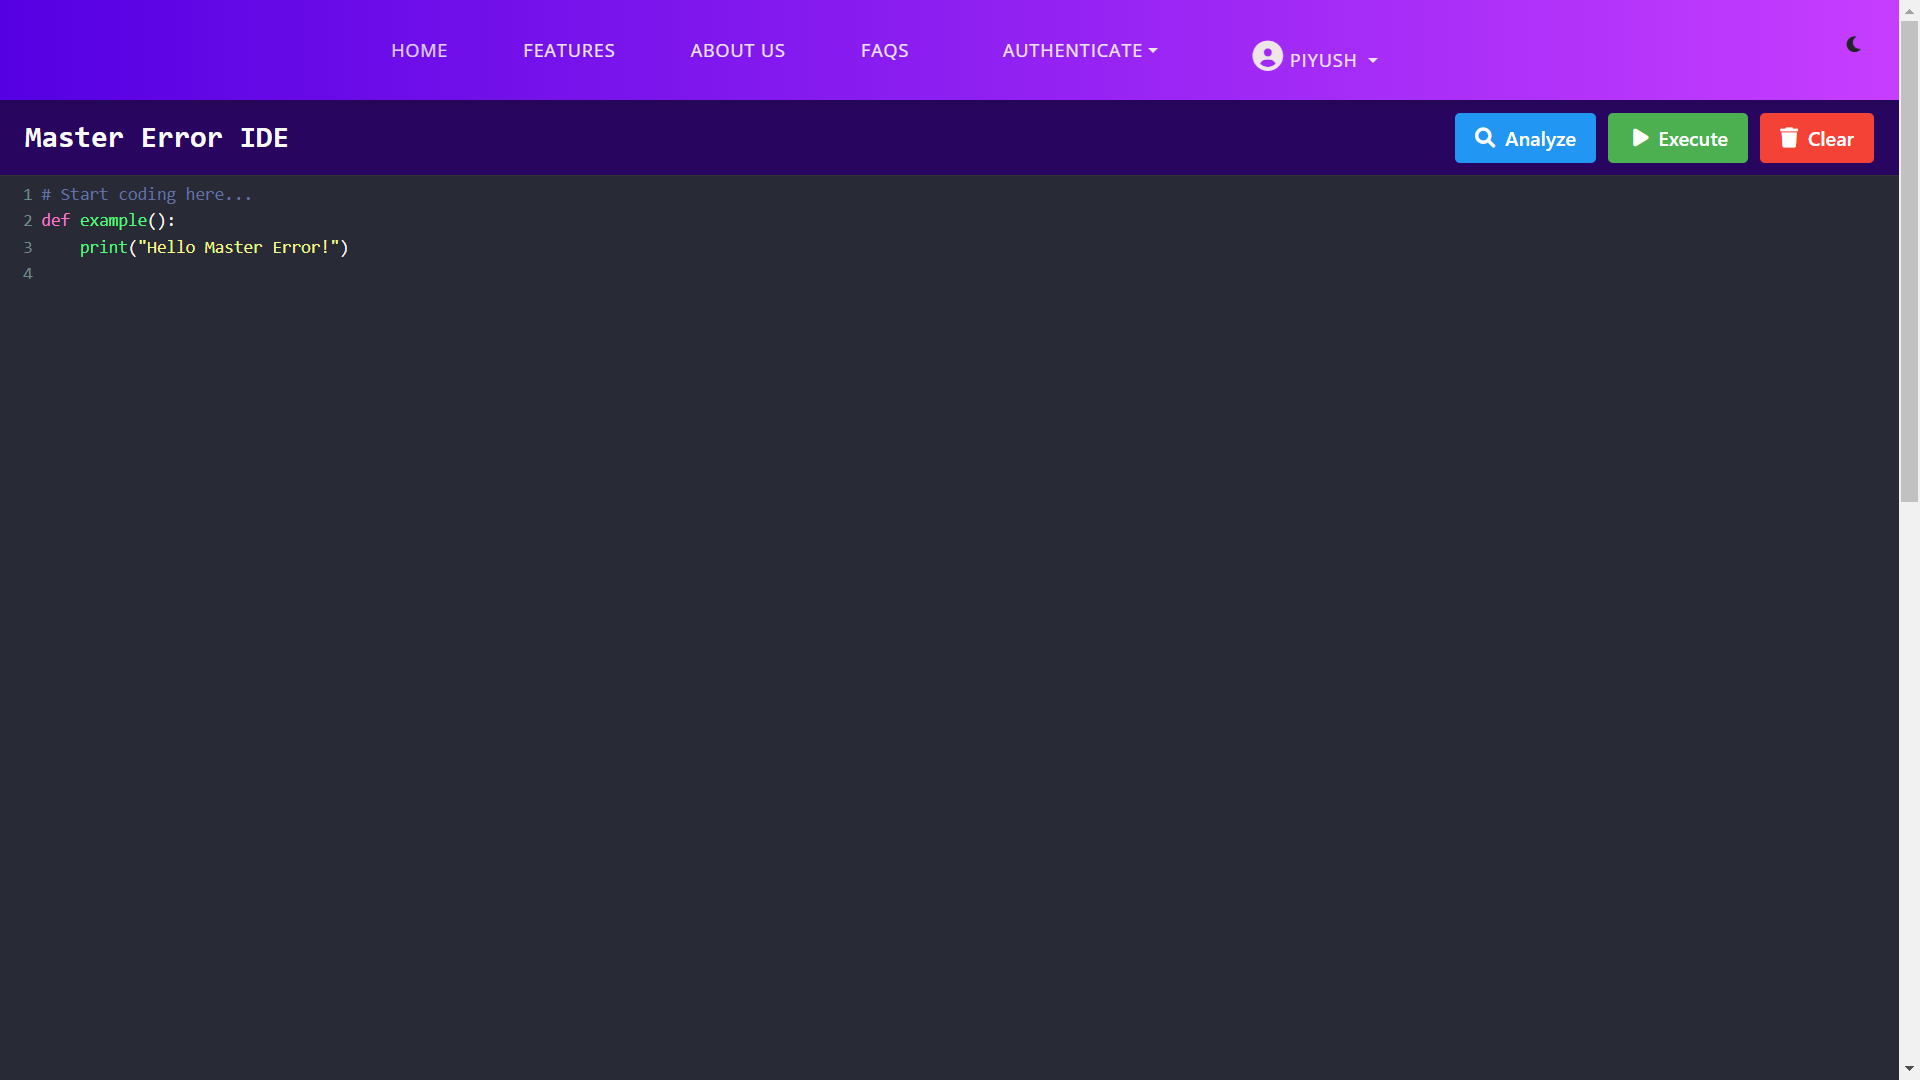 HOME FEATURES ABOUT US FAQS AUTHENTICATE PIYUSH
Master Error IDE Analyze Execute Clear
1 # Start coding here...
2 def example():
3     print("Hello Master Error!")
4